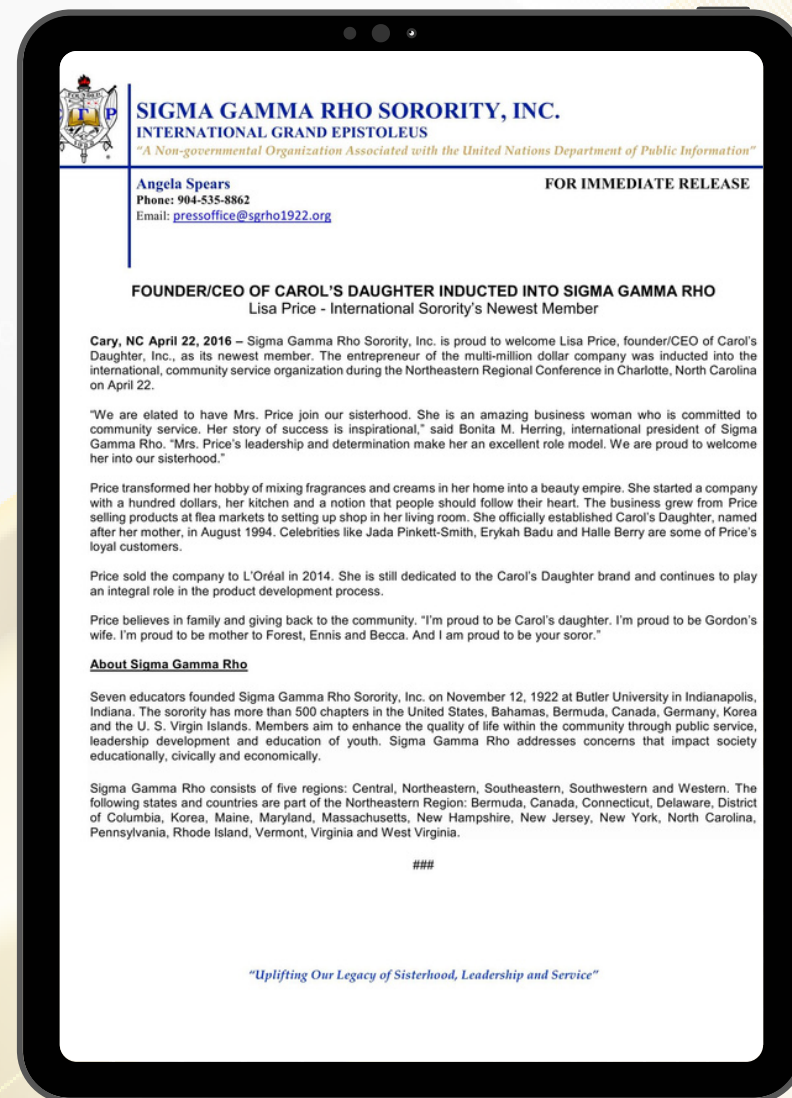 Γ Ρ
SIGMA GAMMA RHO SORORITY, INC.
INTERNATIONAL GRAND EPISTOLEUS
"A Non-governmental Organization Associated with the United Nations Department of Public Information"
Angela Spears
FOR IMMEDIATE RELEASE
Phone: 904-535-8862
Email: pressoffice@sgrho1922.org
FOUNDER/CEO OF CAROL'S DAUGHTER INDUCTED INTO SIGMA GAMMA RHO
Lisa Price - International Sorority's Newest Member
Cary, NC April 22, 2016 – Sigma Gamma Rho Sorority, Inc. is proud to welcome Lisa Price, founder/CEO of Carol's
Daughter, Inc., as its newest member. The entrepreneur of the multi-million dollar company was inducted into the
international, community service organization during the Northeastern Regional Conference in Charlotte, North Carolina
on April 22.
"We are elated to have Mrs. Price join our sisterhood. She is an amazing business woman who is committed to
community service. Her story of success is inspirational," said Bonita M. Herring, international president of Sigma
Gamma Rho. "Mrs. Price's leadership and determination make her an excellent role model. We are proud to welcome
her into our sisterhood."
Price transformed her hobby of mixing fragrances and creams in her home into a beauty empire. She started a company
with a hundred dollars, her kitchen and a notion that people should follow their heart. The business grew from Price
selling products at flea markets to setting up shop in her living room. She officially established Carol's Daughter, named
after her mother, in August 1994. Celebrities like Jada Pinkett-Smith, Erykah Badu and Halle Berry are some of Price's
loyal customers.
Price sold the company to L'Oréal in 2014. She is still dedicated to the Carol's Daughter brand and continues to play
an integral role in the product development process.
Price believes in family and giving back to the community. "I'm proud to be Carol's daughter. I'm proud to be Gordon's
wife. I'm proud to be mother to Forest, Ennis and Becca. And I am proud to be your soror."
About Sigma Gamma Rho
Seven educators founded Sigma Gamma Rho Sorority, Inc. on November 12, 1922 at Butler University in Indianapolis,
Indiana. The sorority has more than 500 chapters in the United States, Bahamas, Bermuda, Canada, Germany, Korea
and the U. S. Virgin Islands. Members aim to enhance the quality of life within the community through public service,
leadership development and education of youth. Sigma Gamma Rho addresses concerns that impact society
educationally, civically and economically.
Sigma Gamma Rho consists of five regions: Central, Northeastern, Southeastern, Southwestern and Western. The
following states and countries are part of the Northeastern Region: Bermuda, Canada, Connecticut, Delaware, District
of Columbia, Korea, Maine, Maryland, Massachusetts, New Hampshire, New Jersey, New York, North Carolina,
Pennsylvania, Rhode Island, Vermont, Virginia and West Virginia.
###
"Uplifting Our Legacy of Sisterhood, Leadership and Service"